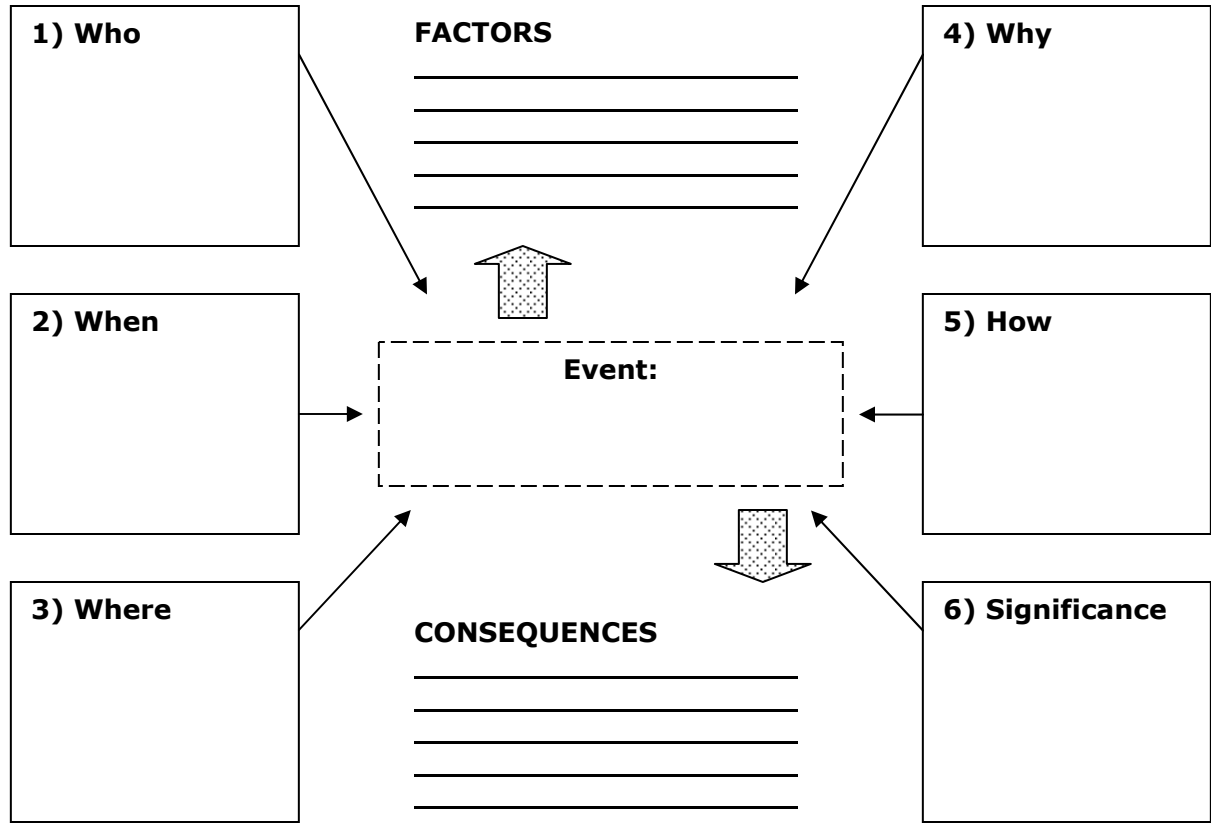 1) Who
FACTORS
4) Why
2) When
Event:
5) How
3) Where
CONSEQUENCES
6) Significance